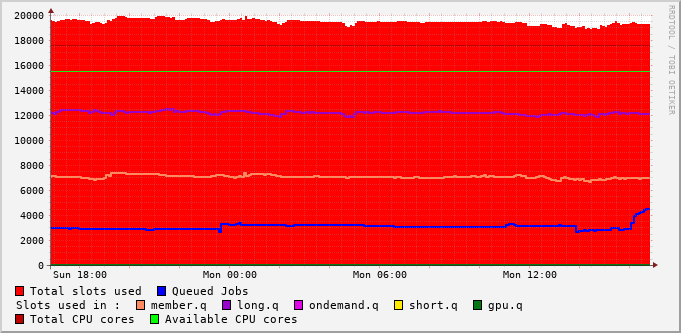 20000
18000
16000
14000
12000
10000
8000
6000
4000
2000
0
Sun 18:00 Mon 00:00 Mon 06:00 Mon 12:00
RRDTOOL / TOBI OETIKER
Total slots used Queued Jobs
Slots used in : member.q long.q ondemand.q short.q gpu.q
Total CPU cores Available CPU cores